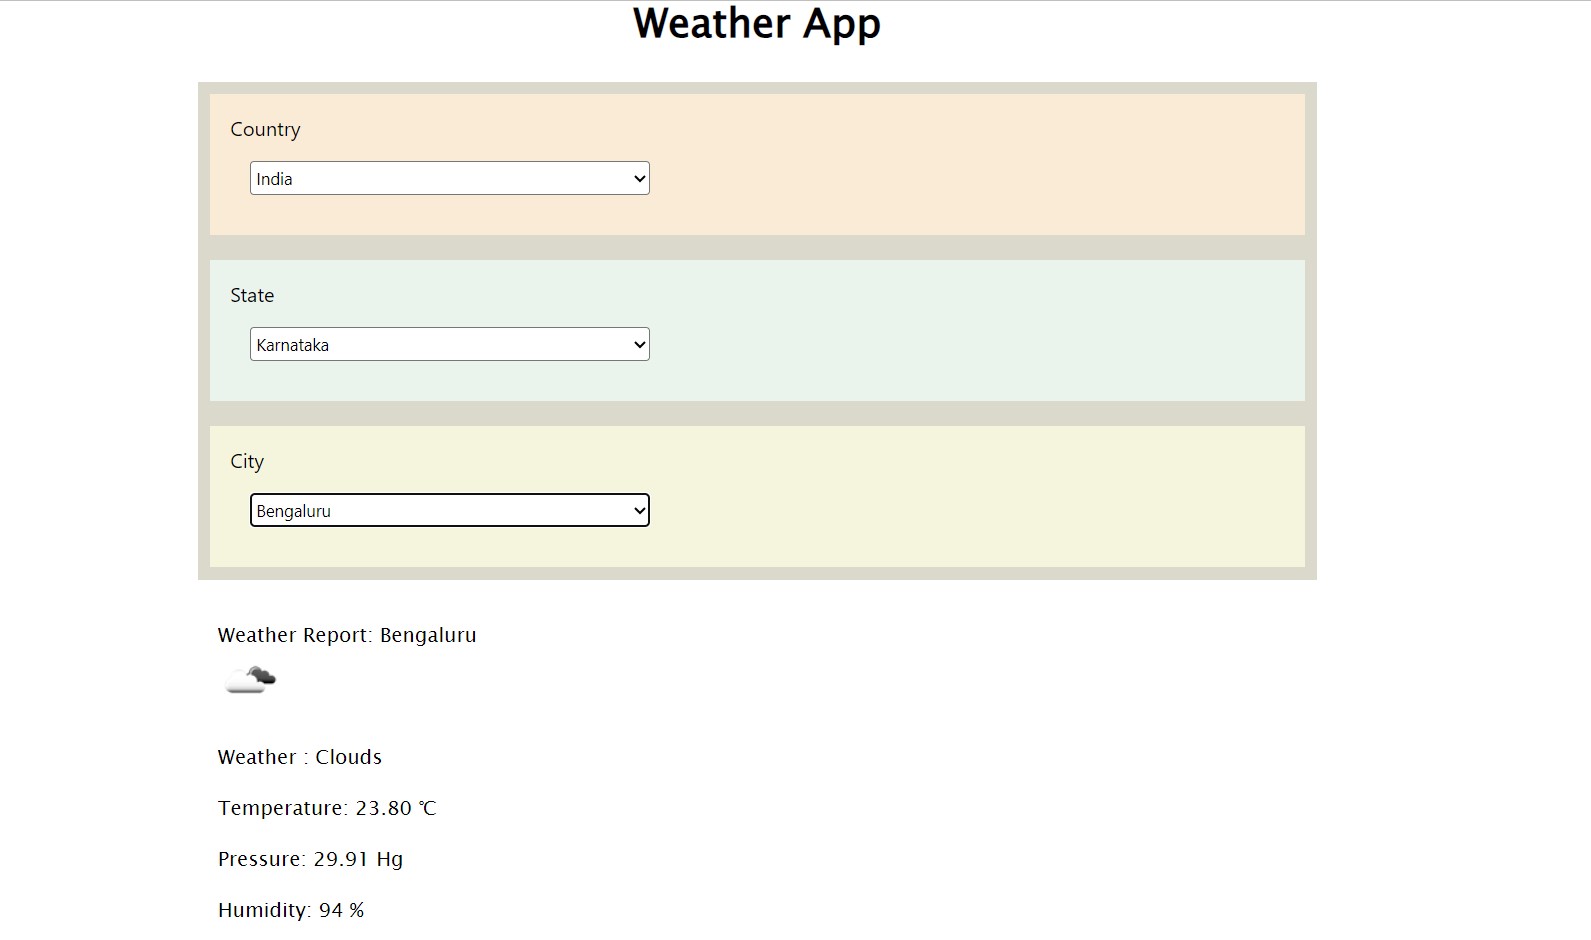 Weather App
Country
India
State
Karnataka
City
Bengaluru
Weather Report: Bengaluru
Weather : Clouds
Temperature: 23.80 ℃
Pressure: 29.91 Hg
Humidity: 94 %